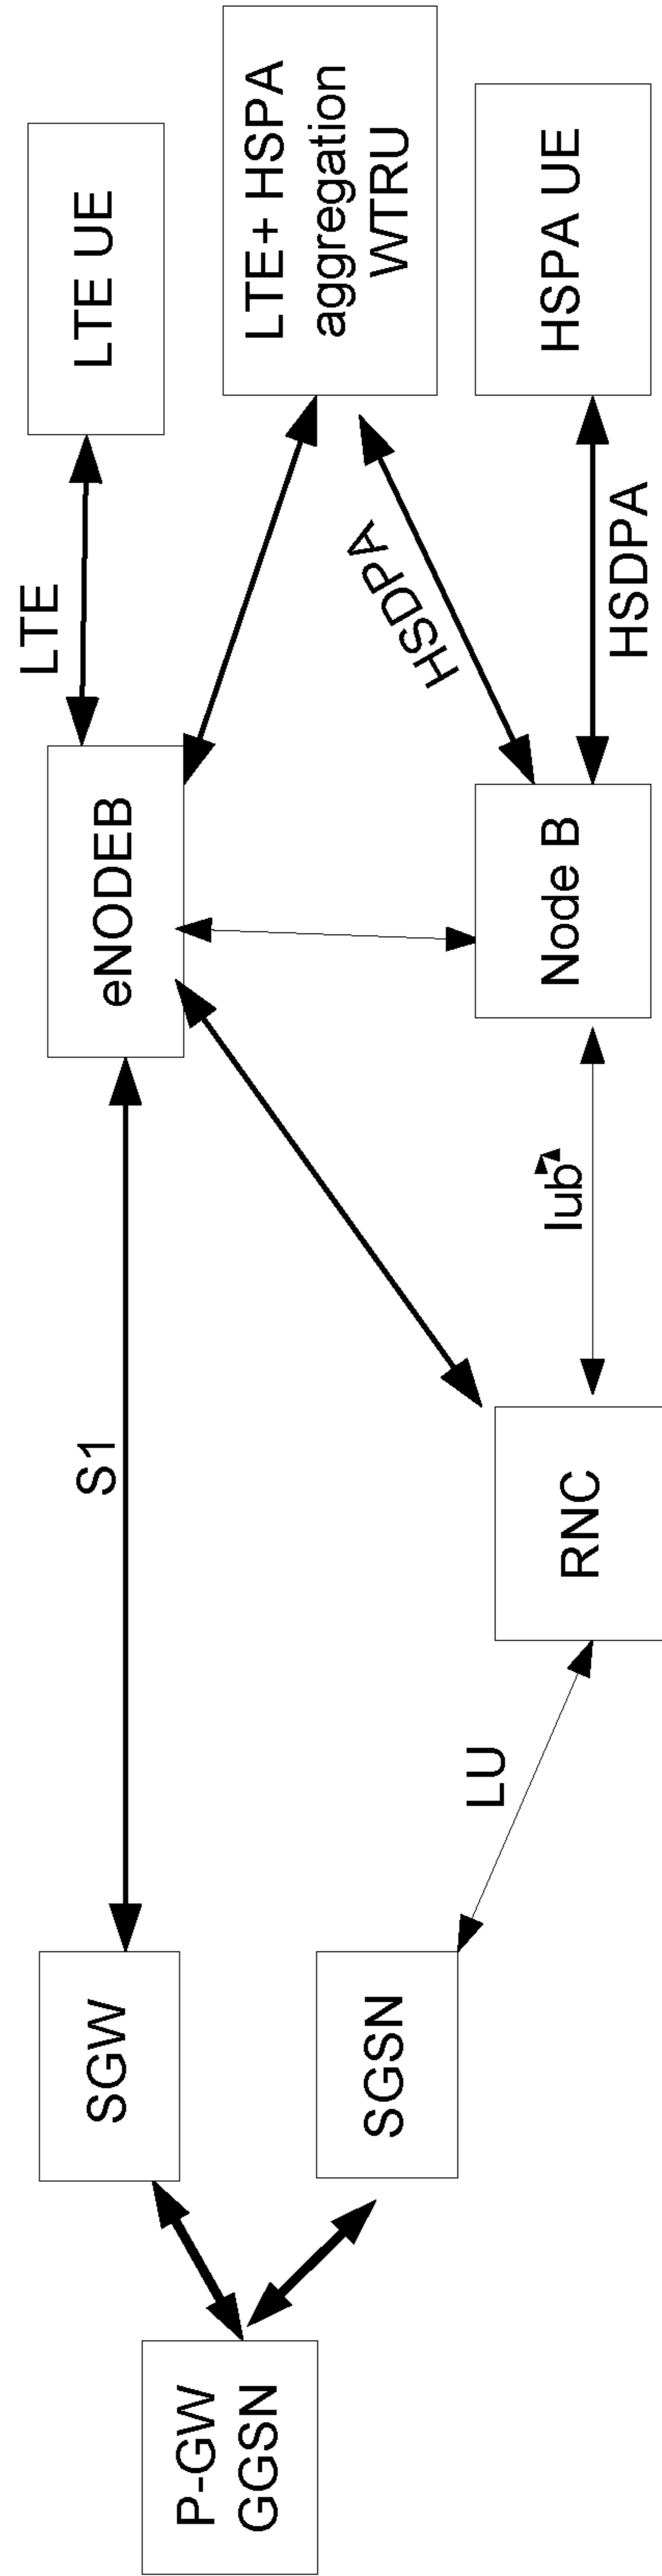 P-GW
GGSN
SGW
SGSN
S1
LU
RNC
Iub
eNODEB
Node B
LTE
HSDPA
HSDPA
LTE UE
LTE+ HSPA
aggregation
WTRU
HSPA UE